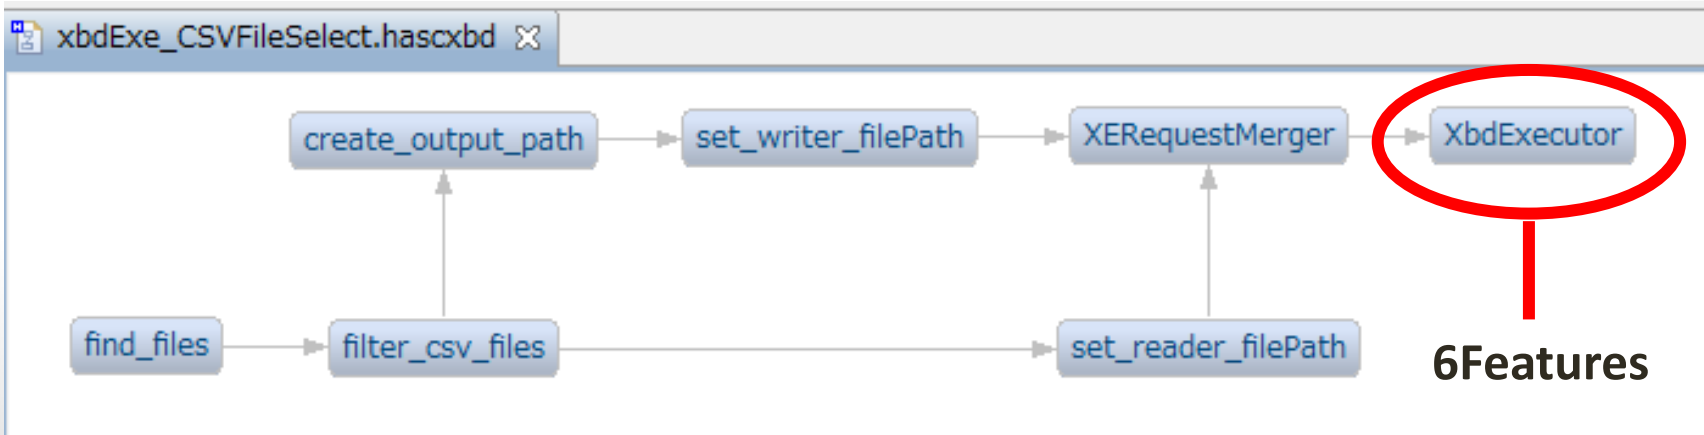 xbdExe_CSVFileSelect.hascxbd
create_output_path
set_writer_filePath
XERequestMerger
XbdExecutor
find_files
filter_csv_files
set_reader_filePath
6Features